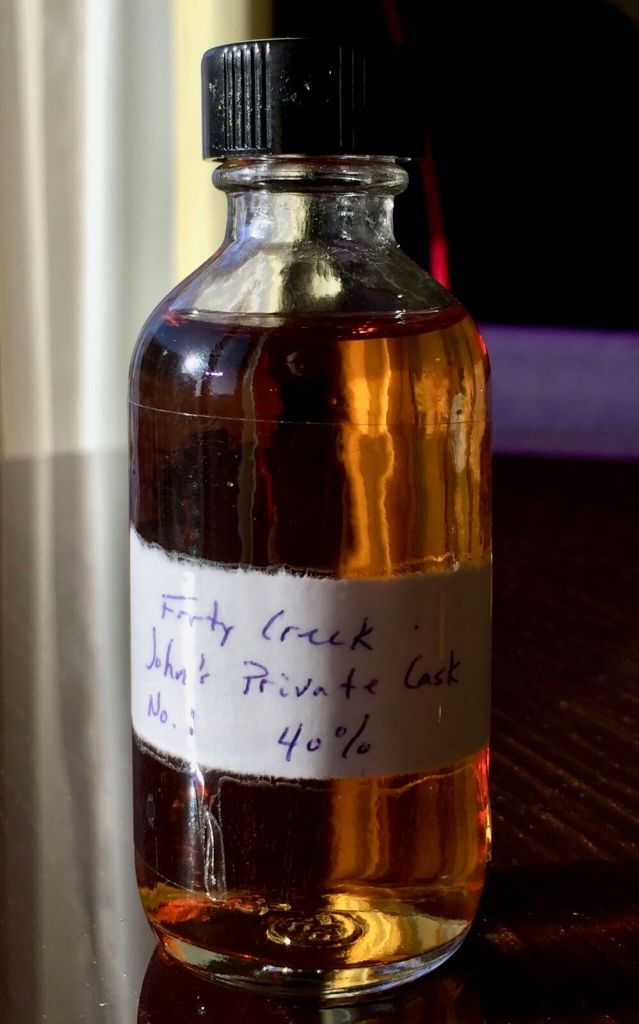 Forty Creek
John's Private Cask
No. 
40%